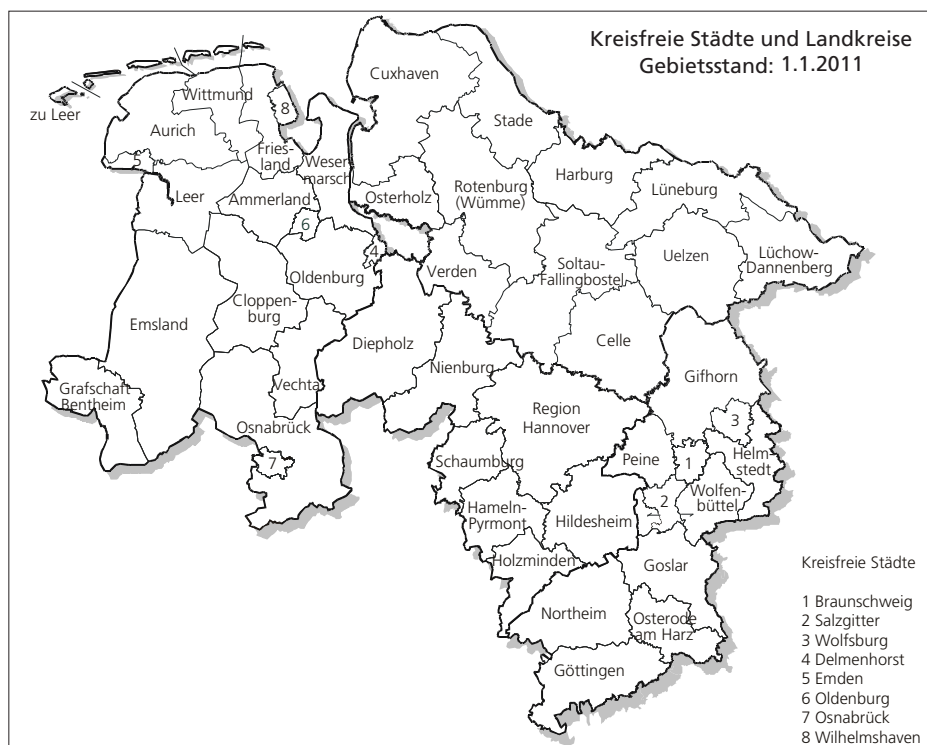 Kreisfreie Städte und Landkreise
Gebietsstand: 1.1.2011
Cuxhaven
Wittmund
8
zu Leer
Aurich
Stade
Fries-
land
Weser-
marsch
5
Harburg
Lüneburg
Leer
Ammerland
Osterholz
Rotenburg
(Wümme)
6
4
Oldenburg
Verden
Soltau-
Fallingbostel
Uelzen
Lüchow-
Dannenberg
Cloppen-
burg
Emsland
Diepholz
Celle
Nienburg
Gifhorn
Grafschaft
Bentheim
Vechta
Region
Hannover
Osnabrück
3
7
Schaumburg
Peine
1
Helm-
stedt
2
Wolfen-
büttel
Hameln-
Pyrmont
Hildesheim
Holzminden
Goslar
Northeim
Osterode
am Harz
Göttingen
Kreisfreie Städte
1 Braunschweig
2 Salzgitter
3 Wolfsburg
4 Delmenhorst
5 Emden
6 Oldenburg
7 Osnabrück
8 Wilhelmshaven